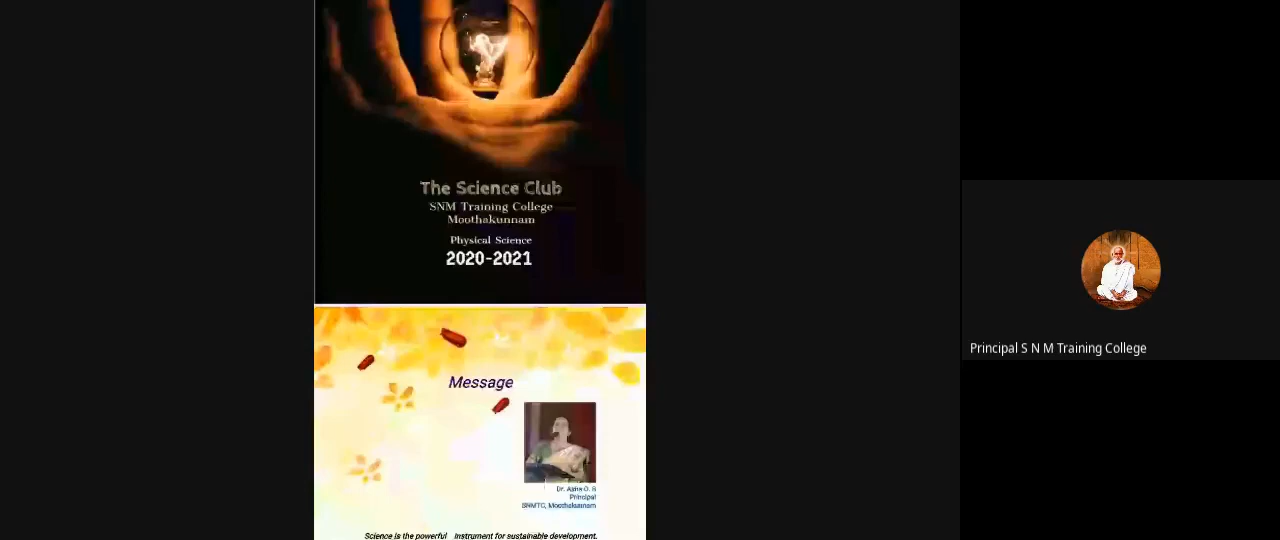 The Science Club
SNM Training College
Moothakunnam
Physical Science
2020-2021
Message
Principal
SNMTC, Moothakunnam
Science is the powerful instrument for sustainable development.
Principal S N M Training College